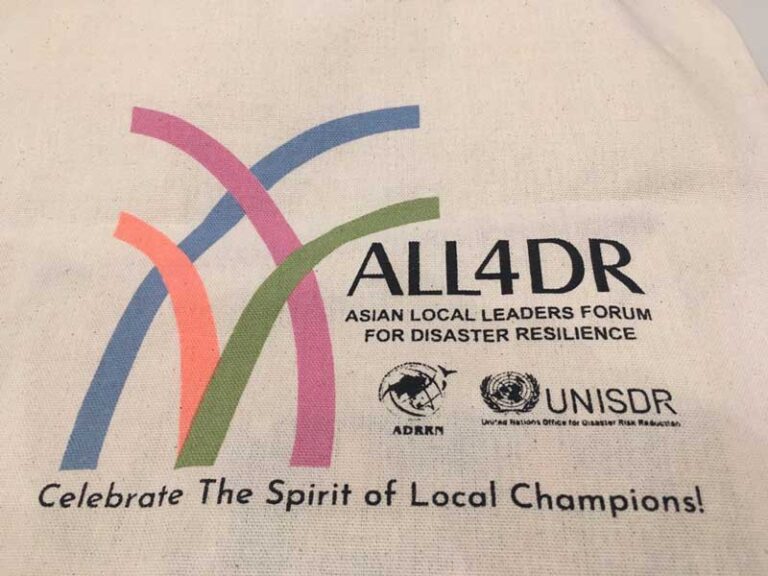 ALL4DR
ASIAN LOCAL LEADERS FORUM
FOR DISASTER RESILIENCE
ADRRN
UNISDR
United Nations Office for Disaster Risk Reduction
Celebrate The Spirit of Local Champions!